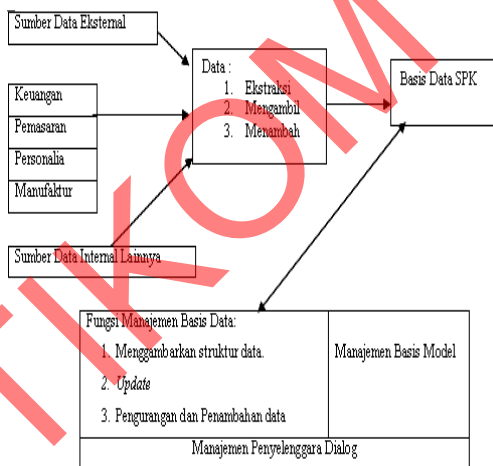 Sumber Data Eksternal
Keuangan
Pemasaran
Personalia
Manufaktur
Sumber Data Internal Lainnya
Data :
1. Ekstraksi
2. Mengambil
3. Menambah
Basis Data SPK
Fungsi Manajemen Basis Data:
1. Menggambarkan struktur data.
2. Update
3. Pengurangan dan Penambahan data
Manajemen Basis Model
Manajemen Penyelenggara Dialog
TIKOM